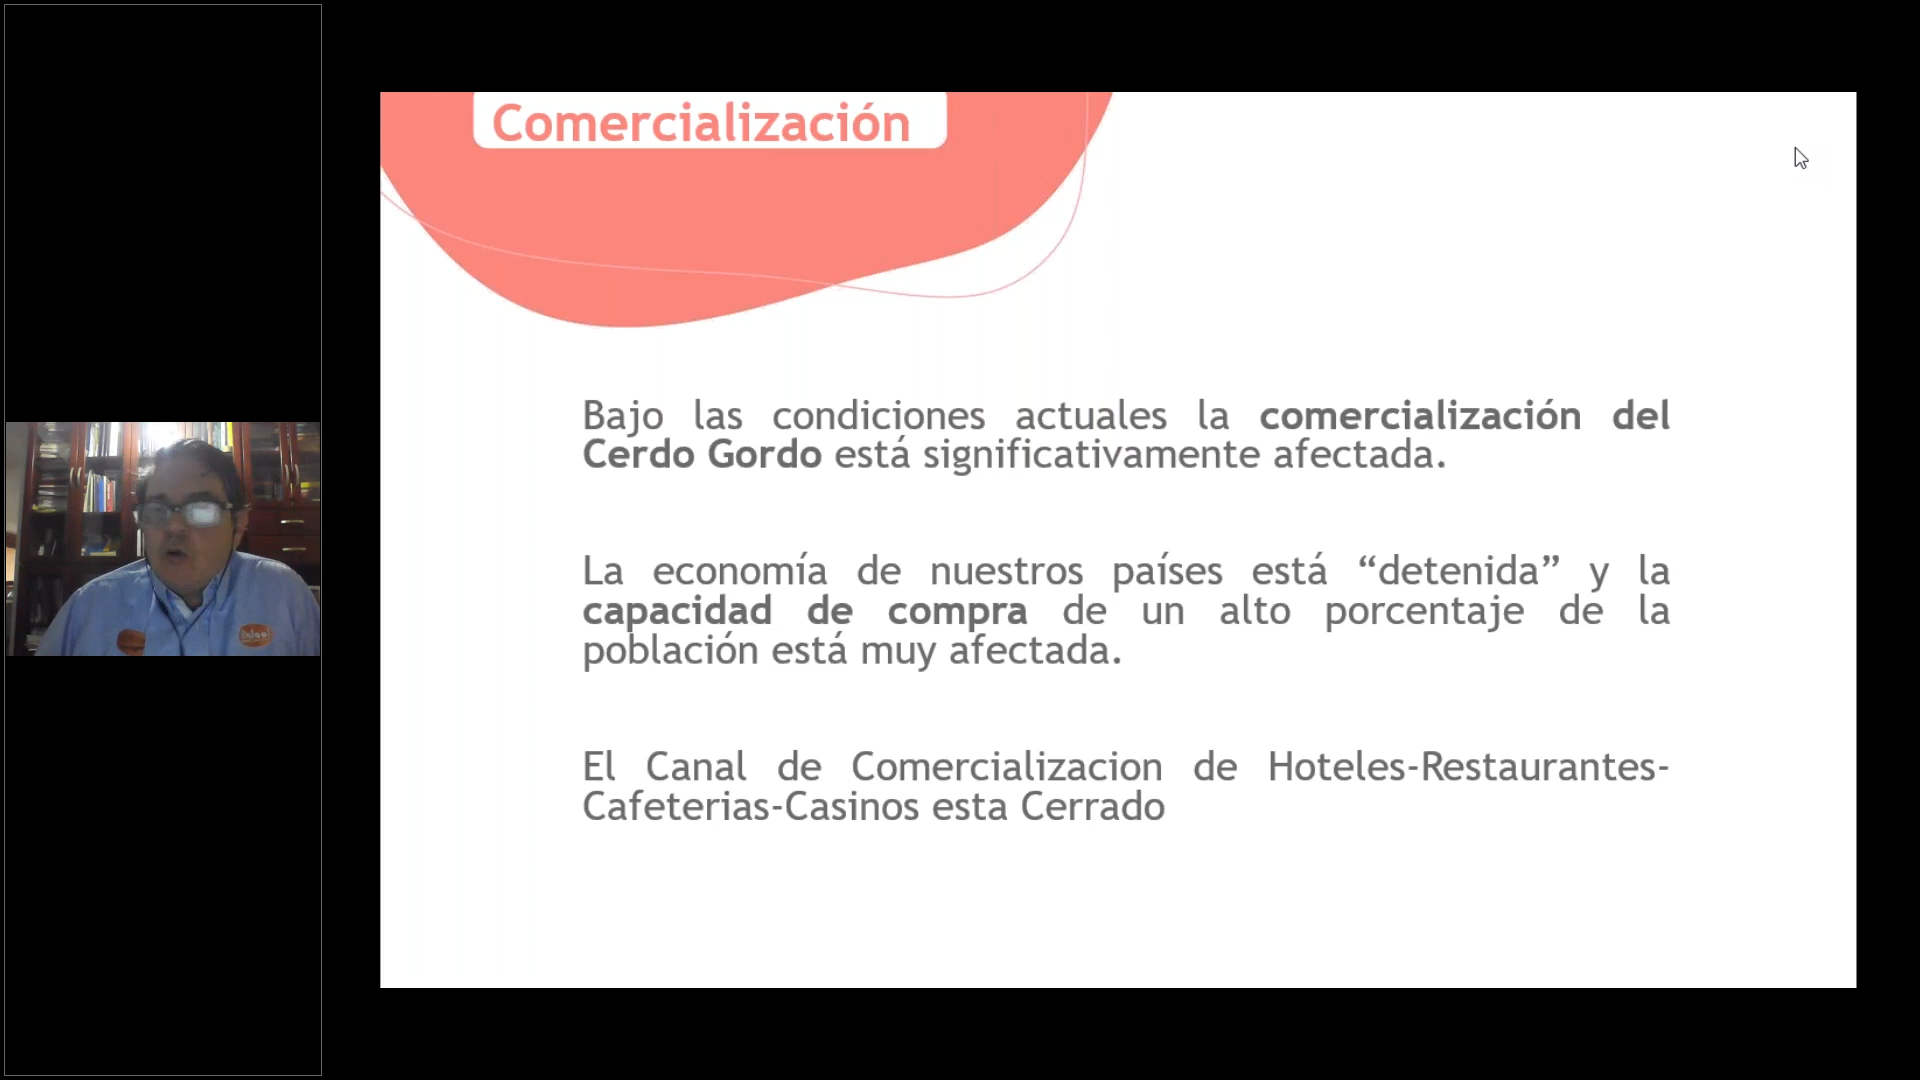 Comercialización
Bajo las condiciones actuales la comercialización del
Cerdo Gordo está significativamente afectada.
La economía de nuestros países está “detenida” y la
capacidad de compra de un alto porcentaje de la
población está muy afectada.
El Canal de Comercializacion de Hoteles-Restaurantes-
Cafeterias-Casinos esta Cerrado